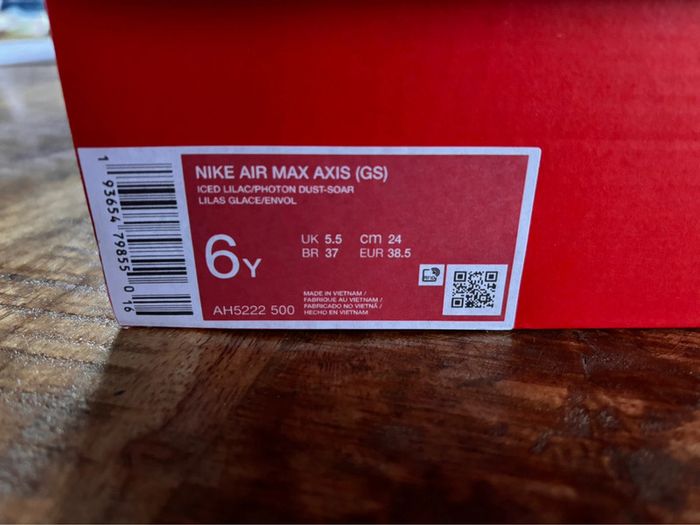 NIKE AIR MAX AXIS (GS)
ICED LILAC/PHOTON DUST-SOAR
LILAS GLACE/ENVOL
6Y
UK 5.5 cm 24
BR 37 EUR 38.5
MADE IN VIETNAM /
FABRIQUE AU VIETNAM /
FABRICADO NO VIETNÃ /
HECHO EN VIETNAM
AH5222 500
1 93654 79855 0 16